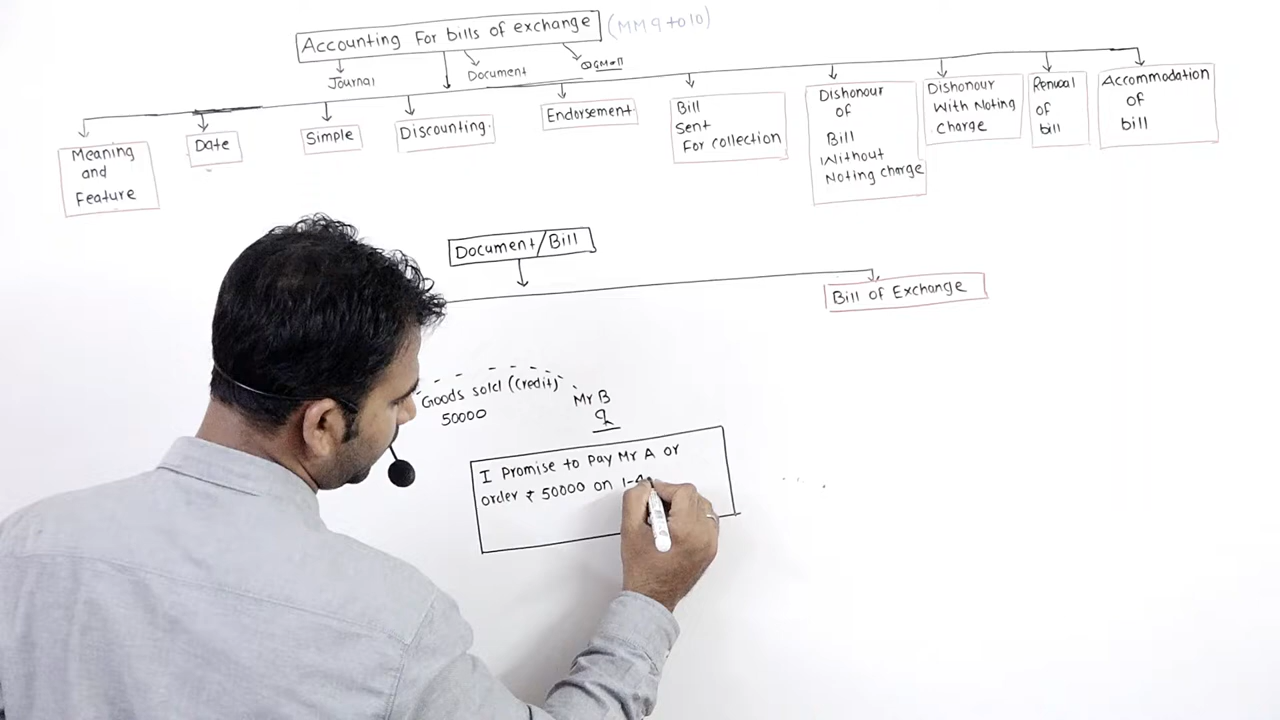 Accounting For bills of exchange (MM 9 to 10)
Journal
Document
Meaning
and
Feature
Date
Simple
Discounting.
Endorsement
Bill
Sent
For collection
Dishonour
of
Bill
Without
Noting charge
Dishonour
With Noting
Charge
of
bill
Accommodation
of
bill
Document/Bill
Bill of Exchange
Goods sold (Credit)
50000
Mr B
I Promise to Pay Mr A or
order ₹ 50000 on 1-